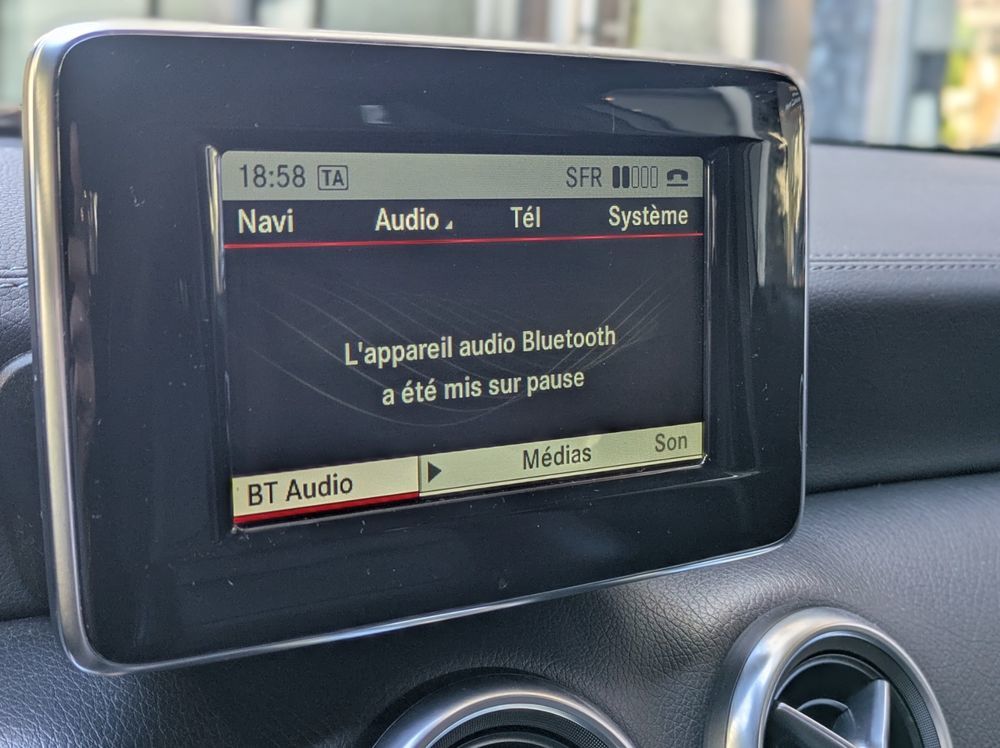 18:58 TA SFR
Navi Audio Tél Système
L'appareil audio Bluetooth
a été mis sur pause
BT Audio Médias Son